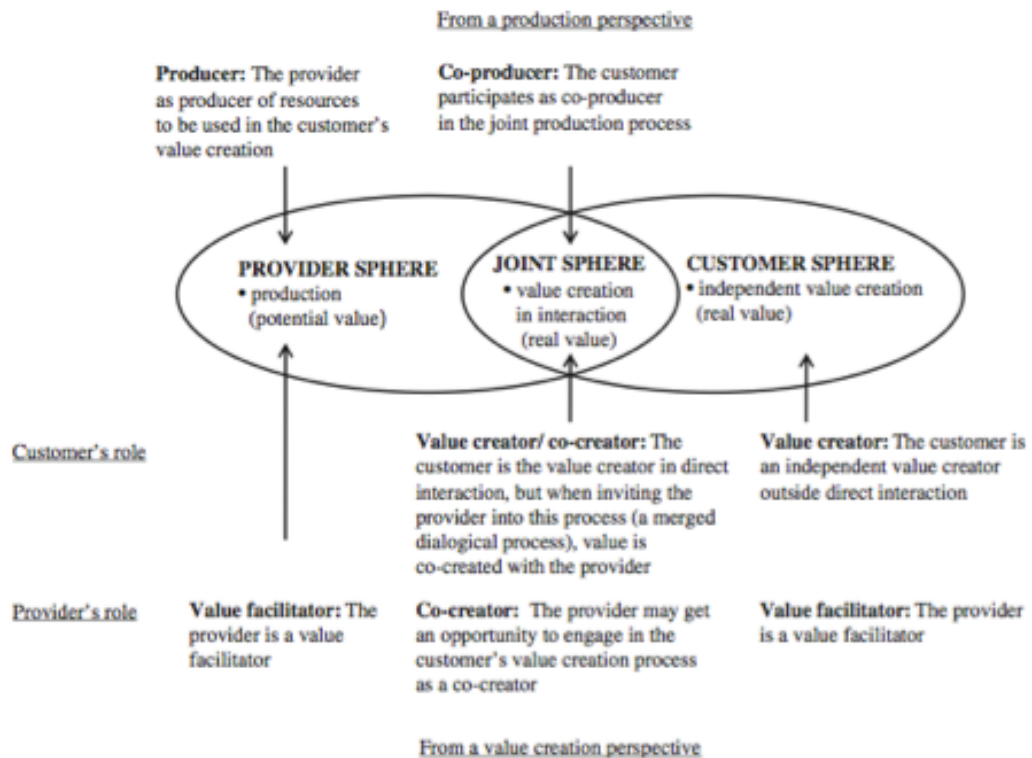 From a production perspective
Producer: The provider
as producer of resources
to be used in the customer's
value creation
Co-producer: The customer
participates as co-producer
in the joint production process
PROVIDER SPHERE
• production
(potential value)
JOINT SPHERE
• value creation
in interaction
(real value)
CUSTOMER SPHERE
• independent value creation
(real value)
Customer's role
Value creator/ co-creator: The
customer is the value creator in direct
interaction, but when inviting the
provider into this process (a merged
dialogical process), value is
co-created with the provider
Value creator: The customer is
an independent value creator
outside direct interaction
Provider's role
Value facilitator: The
provider is a value
facilitator
Co-creator: The provider may get
an opportunity to engage in the
customer's value creation process
as a co-creator
Value facilitator: The provider
is a value facilitator
From a value creation perspective